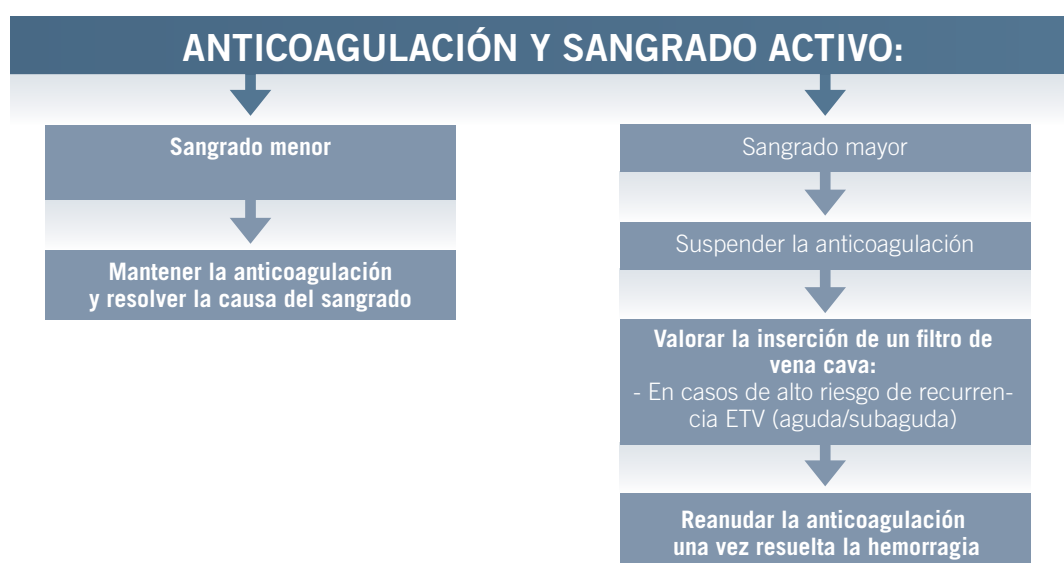 ANTICOAGULACIÓN Y SANGRADO ACTIVO:
Sangrado menor
Mantener la anticoagulación
y resolver la causa del sangrado
Sangrado mayor
Suspender la anticoagulación
Valorar la inserción de un filtro de
vena cava:
- En casos de alto riesgo de recurren-
cia ETV (aguda/subaguda)
Reanudar la anticoagulación
una vez resuelta la hemorragia